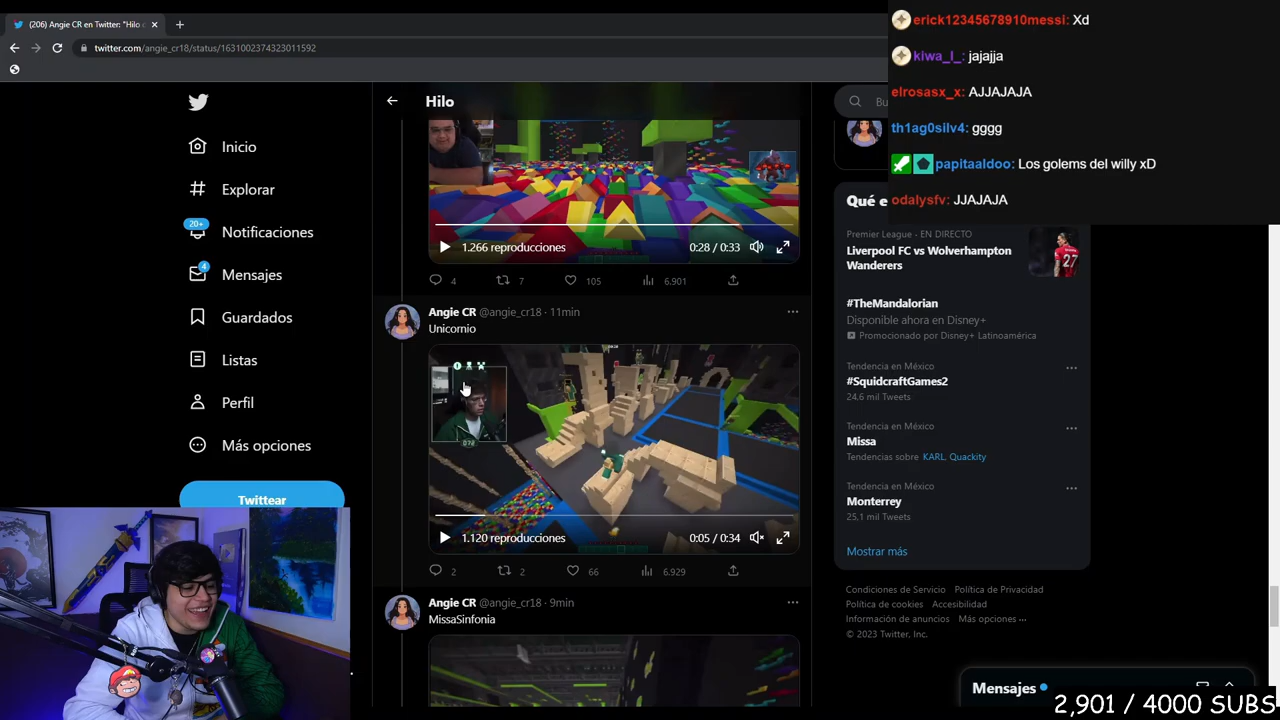 (206) Angie CR en Twitter: "Hilo
twitter.com/angie_cr18/status/1631002374323011592
Inicio
Explorar
20+
Notificaciones
4
Mensajes
Guardados
Listas
Perfil
Más opciones
Twittear
Hilo
1.266 reproducciones
0:28 / 0:33
4
7
105
6.901
Angie CR @angie_cr18 · 11min
Unicornio
1.120 reproducciones
0:05 / 0:34
2
2
66
6.929
Angie CR @angie_cr18 · 9min
MissaSinfonia
erick12345678910messi: Xd
kiwa_l_: jajajja
elrosasx_x: AJJAJAJA
th1ag0silv4: gggg
papitaaldoo: Los golems del willy xD
odalysfv: JJAJAJA
Bu
Qué e
Premier League - EN DIRECTO
Liverpool FC vs Wolverhampton
Wanderers
27
#TheMandalorian
Disponible ahora en Disney+
Promocionado por Disney+ Latinoamérica
Tendencia en México
#SquidcraftGames2
24,6 mil Tweets
Tendencia en México
Missa
Tendencias sobre KARL, Quackity
Tendencia en México
Monterrey
25,1 mil Tweets
Mostrar más
Condiciones de Servicio Política de Privacidad
Política de cookies Accesibilidad
Información de anuncios Más opciones ···
© 2023 Twitter, Inc.
Mensajes
2,901 / 4000 SUBS